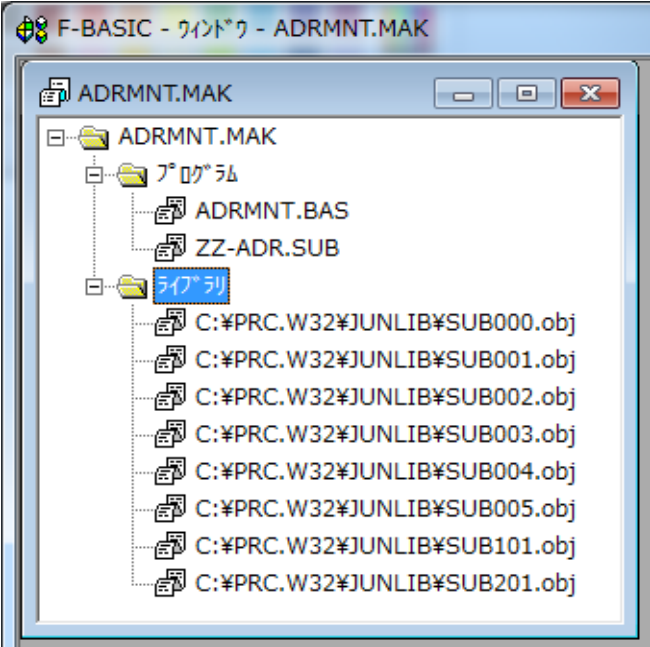 F-BASIC - ｳｨﾝﾄﾞｳ - ADRMNT.MAK
ADRMNT.MAK
ADRMNT.MAK
ﾌﾟﾛｸﾞﾗﾑ
ADRMNT.BAS
ZZ-ADR.SUB
ﾗｲﾌﾞﾗﾘ
C:¥PRC.W32¥JUNLIB¥SUB000.obj
C:¥PRC.W32¥JUNLIB¥SUB001.obj
C:¥PRC.W32¥JUNLIB¥SUB002.obj
C:¥PRC.W32¥JUNLIB¥SUB003.obj
C:¥PRC.W32¥JUNLIB¥SUB004.obj
C:¥PRC.W32¥JUNLIB¥SUB005.obj
C:¥PRC.W32¥JUNLIB¥SUB101.obj
C:¥PRC.W32¥JUNLIB¥SUB201.obj